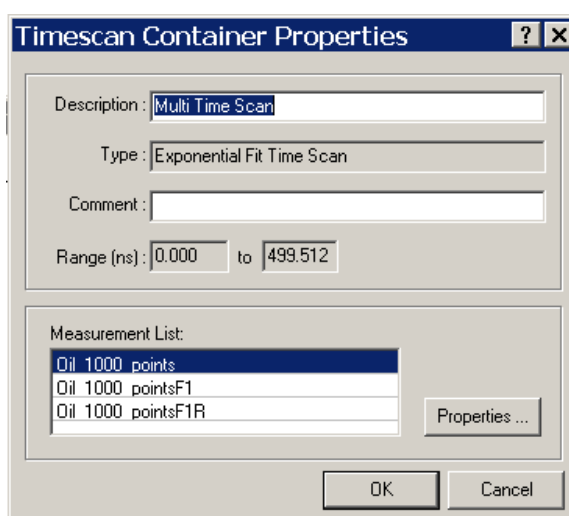 Timescan Container Properties ? X
Description : Multi Time Scan
Type : Exponential Fit Time Scan
Comment :
Range (ns) : 0.000 to 499.512
Measurement List:
Oil 1000 points
Oil 1000 pointsF1
Oil 1000 pointsF1R
Properties ...
OK Cancel